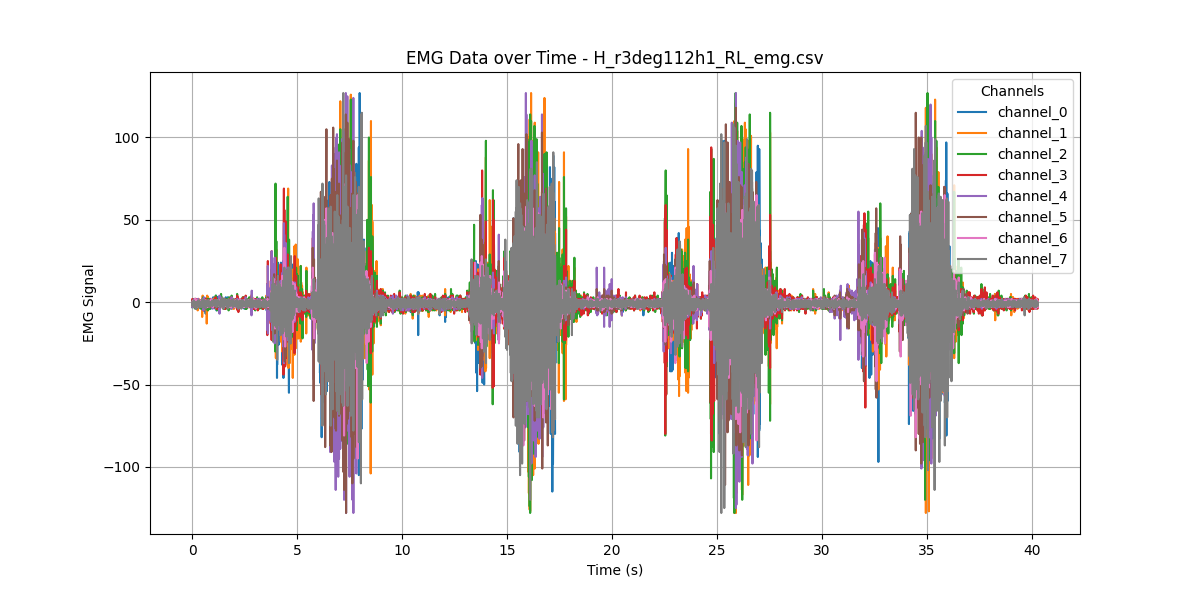 EMG Data over Time - H_r3deg112h1_RL_emg.csv
Channels
channel_0
channel_1
channel_2
channel_3
channel_4
channel_5
channel_6
channel_7
EMG Signal
100
50
0
−50
−100
0 5 10 15 20 25 30 35 40
Time (s)